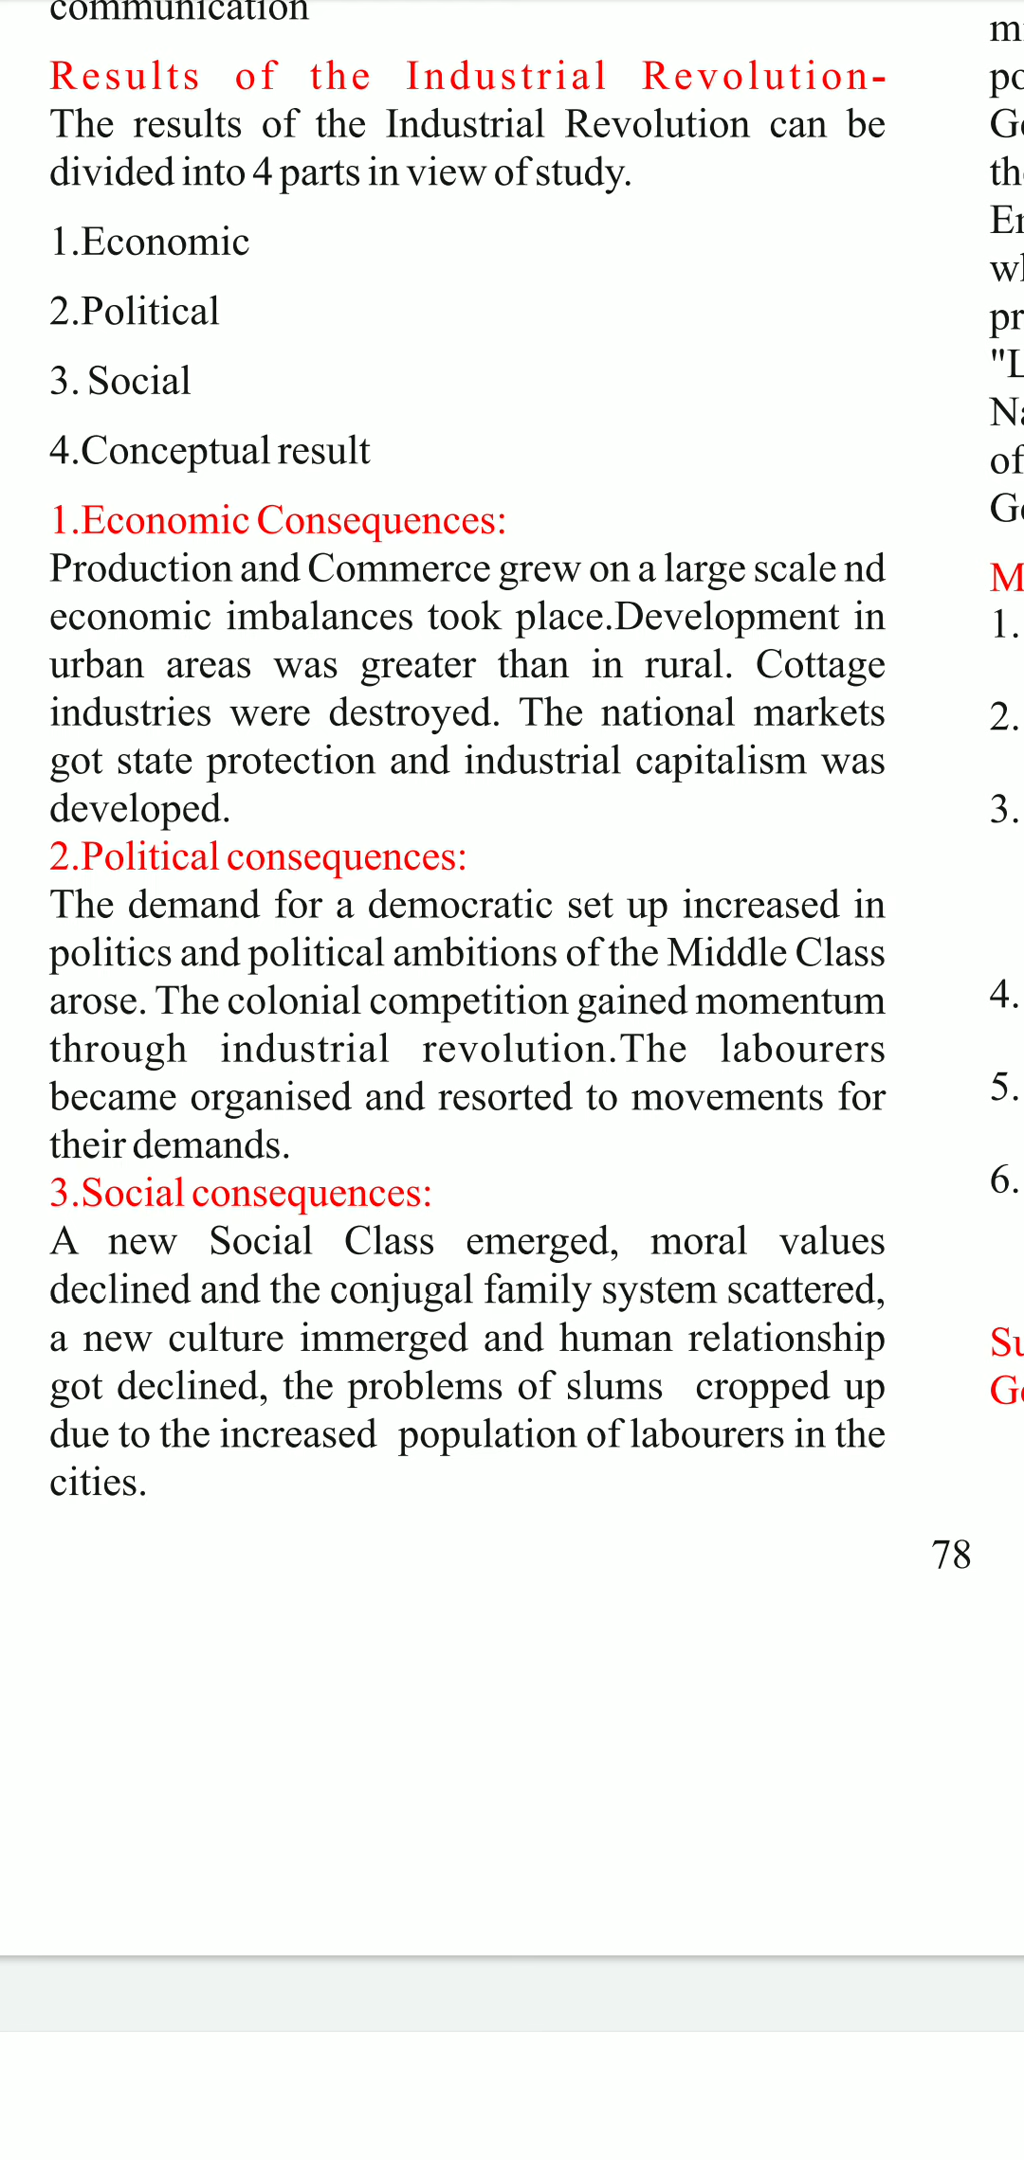 communication
Results of the Industrial Revolution-
The results of the Industrial Revolution can be
divided into 4 parts in view of study.
1.Economic
2.Political
3. Social
4.Conceptual result
1.Economic Consequences:
Production and Commerce grew on a large scale nd
economic imbalances took place.Development in
urban areas was greater than in rural. Cottage
industries were destroyed. The national markets
got state protection and industrial capitalism was
developed.
2.Political consequences:
The demand for a democratic set up increased in
politics and political ambitions of the Middle Class
arose. The colonial competition gained momentum
through industrial revolution.The labourers
became organised and resorted to movements for
their demands.
3.Social consequences:
A new Social Class emerged, moral values
declined and the conjugal family system scattered,
a new culture immerged and human relationship
got declined, the problems of slums cropped up
due to the increased population of labourers in the
cities.
78
1.
2.
3.
4.
5.
6.